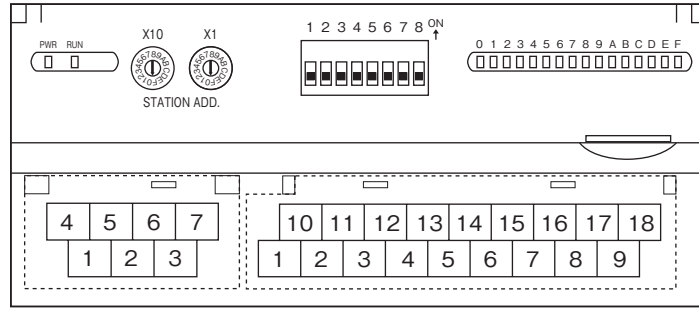 PWR RUN
X10 X1
0123456789ABCDEF
0123456789ABCDEF
STATION ADD.
1 2 3 4 5 6 7 8 ON
0 1 2 3 4 5 6 7 8 9 A B C D E F
4 5 6 7
1 2 3
10 11 12 13 14 15 16 17 18
1 2 3 4 5 6 7 8 9